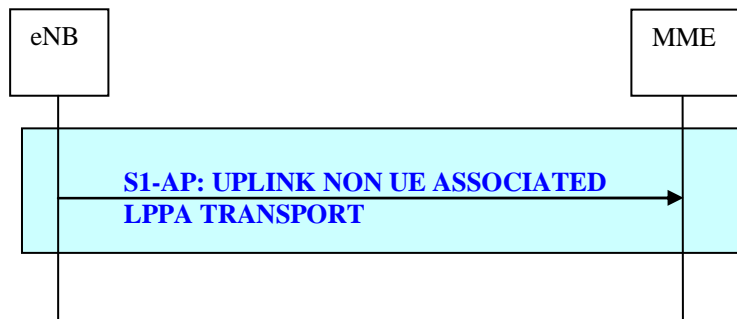 eNB
MME
S1-AP: UPLINK NON UE ASSOCIATED
LPPA TRANSPORT